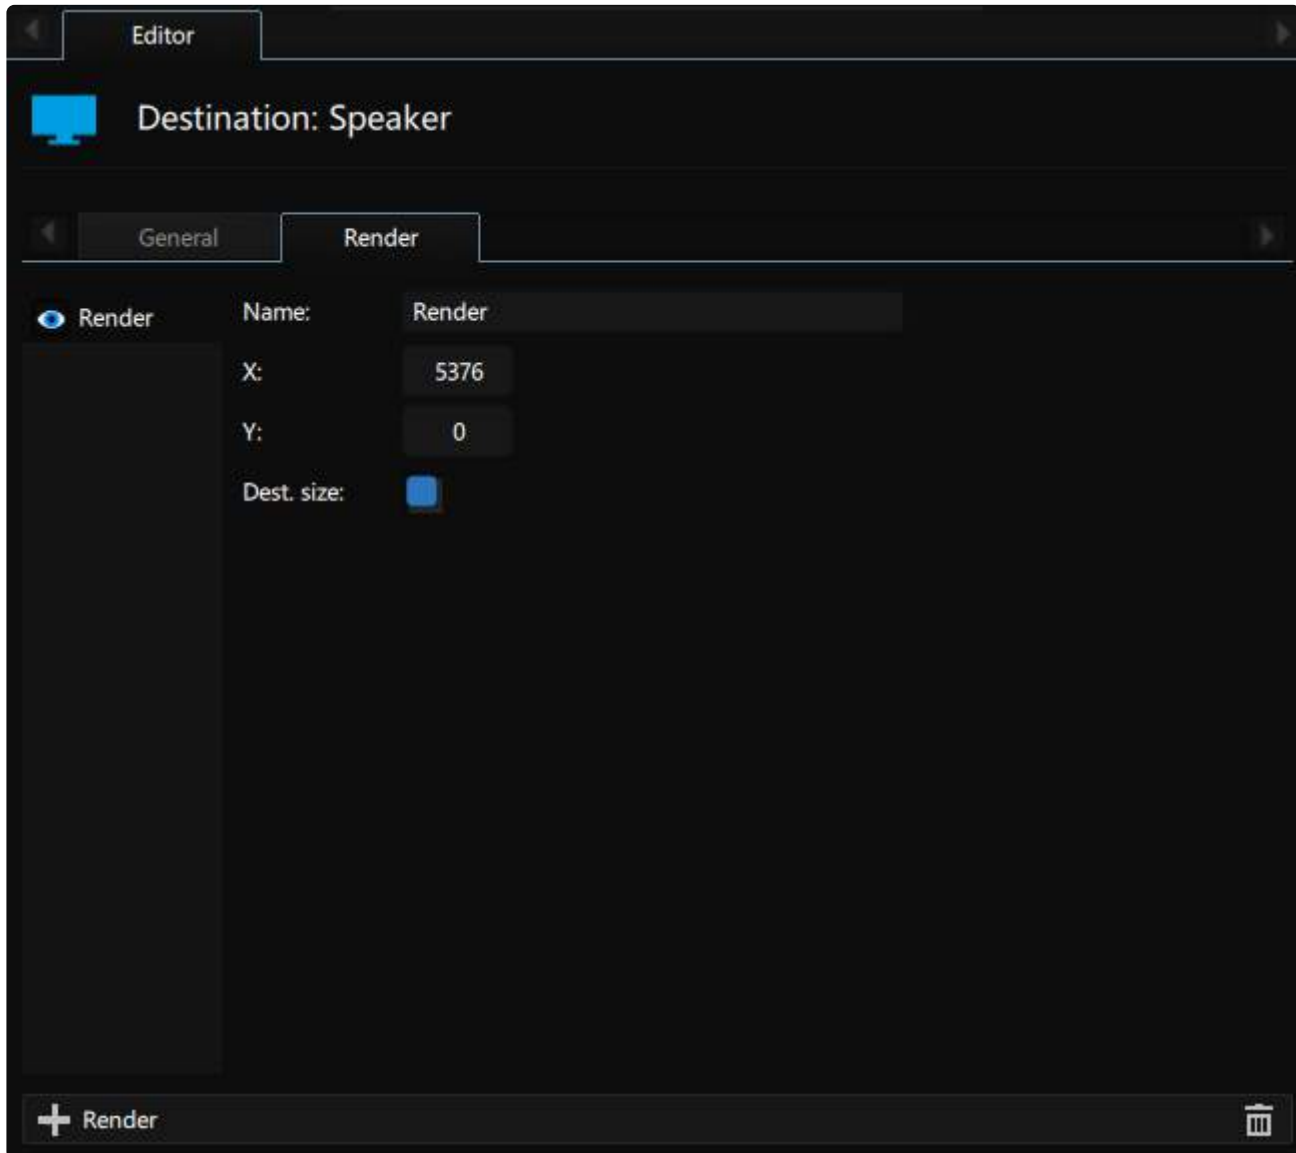 Editor
Destination: Speaker
General Render
Render
Name: Render
X: 5376
Y: 0
Dest. size:
Render